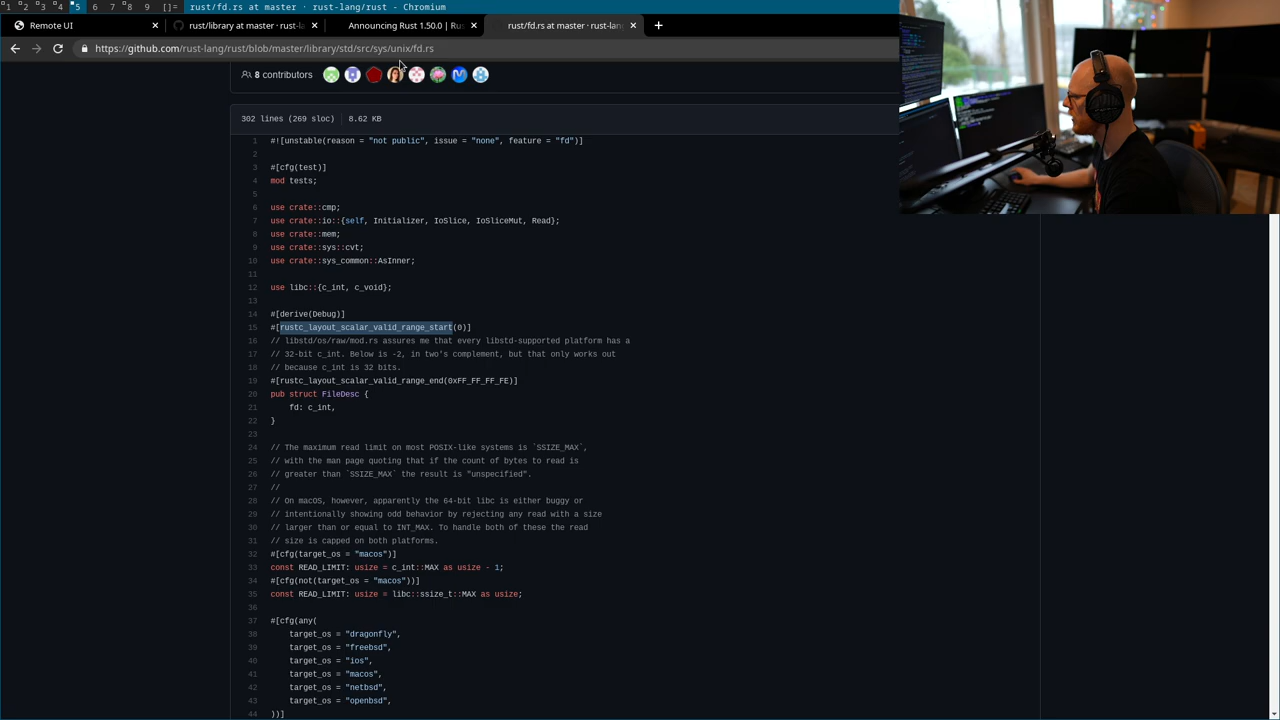 1 2 3 4 5 6 7 8 9 []= rust/fd.rs at master · rust-lang/rust - Chromium
Remote UI × rust/library at master · rust-la × Announcing Rust 1.50.0 | Rus × rust/fd.rs at master · rust-lang × +
https://github.com/ /rust/blob/master/library/std/src/sys/unix/fd.rs
8 contributors
302 lines (269 sloc) 8.62 KB
1 #![unstable(reason = "not public", issue = "none", feature = "fd")]
2
3 #[cfg(test)]
4 mod tests;
5
6 use crate::cmp;
7 use crate::io::{self, Initializer, IoSlice, IoSliceMut, Read};
8 use crate::mem;
9 use crate::sys::cvt;
10 use crate::sys_common::AsInner;
11
12 use libc::{c_int, c_void};
13
14 #[derive(Debug)]
15 #[rustc_layout_scalar_valid_range_start(0)]
16 // libstd/os/raw/mod.rs assures me that every libstd-supported platform has a
17 // 32-bit c_int. Below is -2, in two's complement, but that only works out
18 // because c_int is 32 bits.
19 #[rustc_layout_scalar_valid_range_end(0xFF_FF_FF_FE)]
20 pub struct FileDesc {
21 fd: c_int,
22 }
23
24 // The maximum read limit on most POSIX-like systems is `SSIZE_MAX`,
25 // with the man page quoting that if the count of bytes to read is
26 // greater than `SSIZE_MAX` the result is "unspecified".
27 //
28 // On macOS, however, apparently the 64-bit libc is either buggy or
29 // intentionally showing odd behavior by rejecting any read with a size
30 // larger than or equal to INT_MAX. To handle both of these the read
31 // size is capped on both platforms.
32 #[cfg(target_os = "macos")]
33 const READ_LIMIT: usize = c_int::MAX as usize - 1;
34 #[cfg(not(target_os = "macos"))]
35 const READ_LIMIT: usize = libc::ssize_t::MAX as usize;
36
37 #[cfg(any(
38 target_os = "dragonfly",
39 target_os = "freebsd",
40 target_os = "ios",
41 target_os = "macos",
42 target_os = "netbsd",
43 target_os = "openbsd",
44 ))]